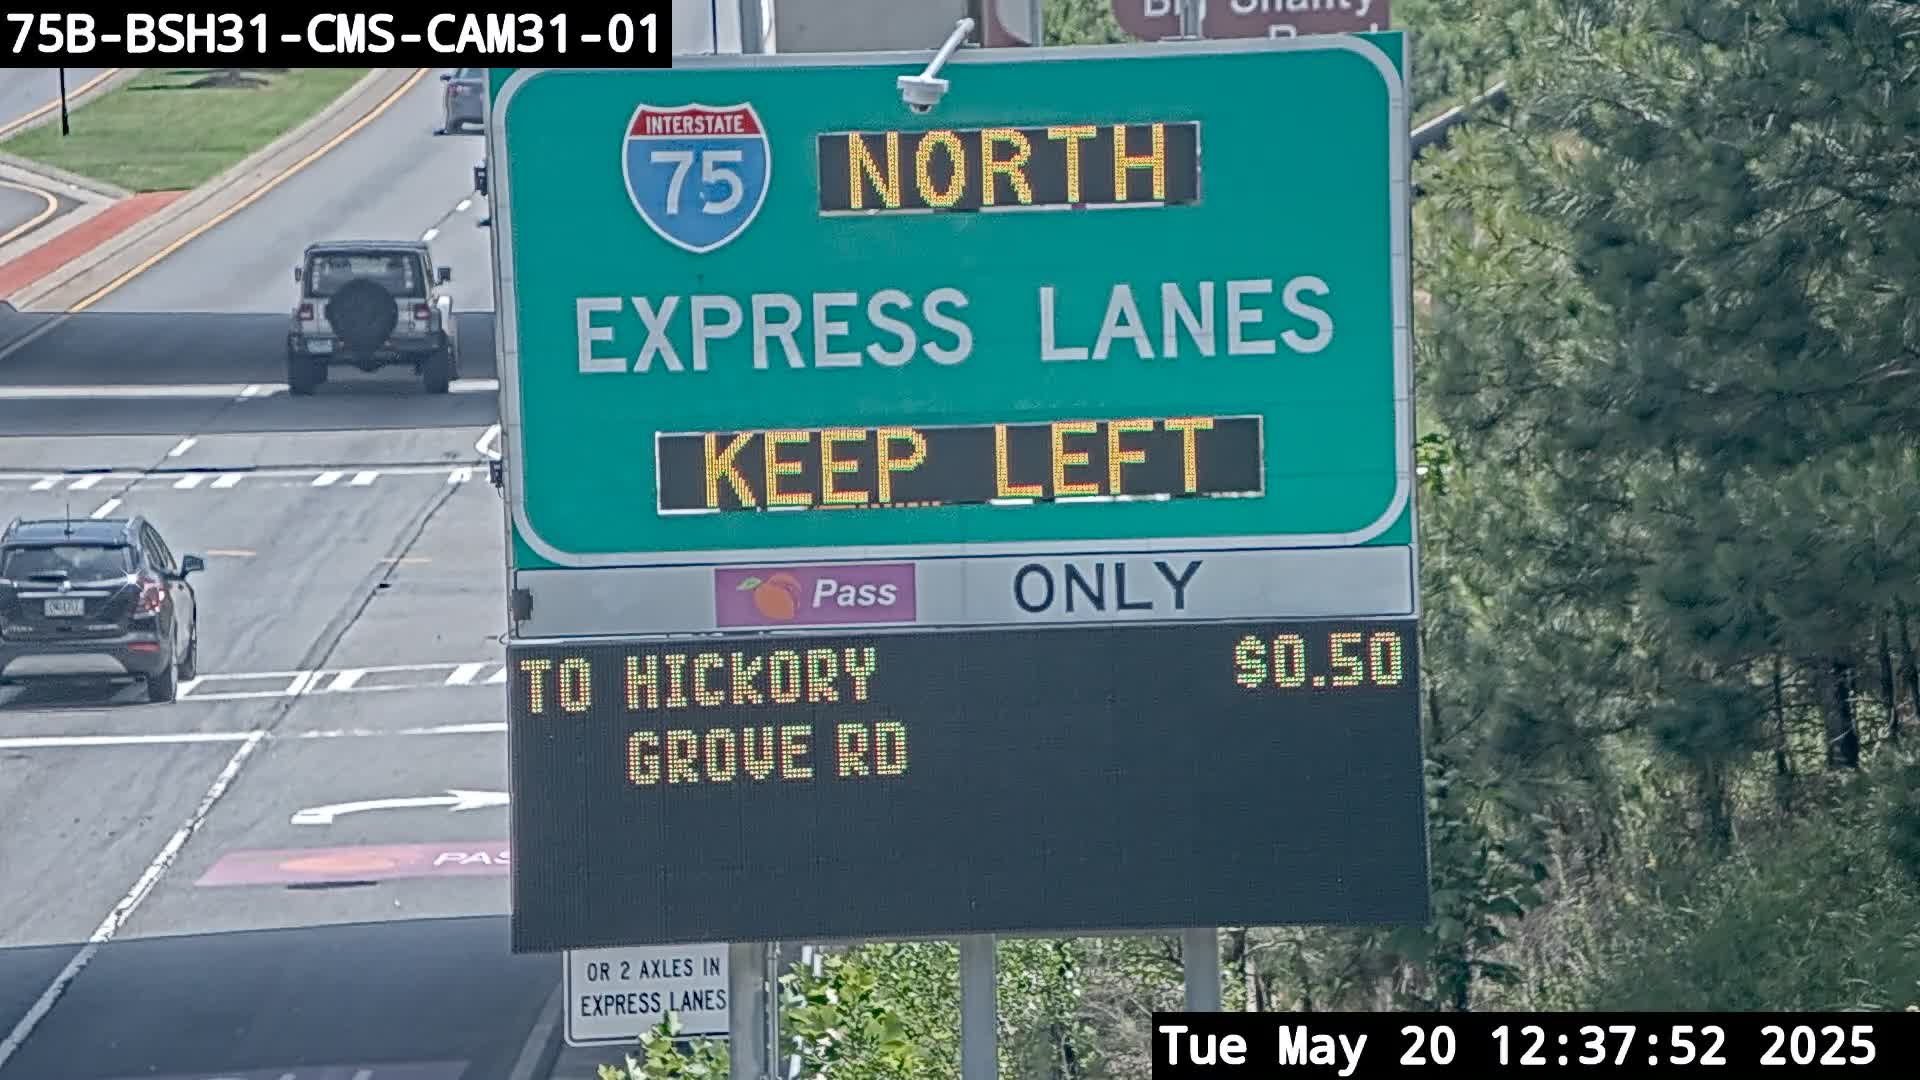 75B-BSH31-CMS-CAM31-01
Shanty
INTERSTATE
75
NORTH
EXPRESS LANES
KEEP LEFT
Pass ONLY
TO HICKORY $0.50
GROVE RD
OR 2 AXLES IN
EXPRESS LANES
Tue May 20 12:37:52 2025